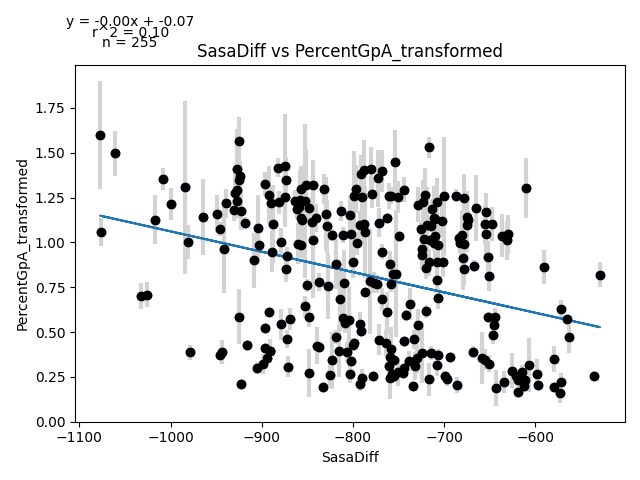 y = -0.00x + -0.07
r^2 = 0.10
n = 255
SasaDiff vs PercentGpA_transformed
PercentGpA_transformed
1.75
1.50
1.25
1.00
0.75
0.50
0.25
0.00
−1100
−1000
−900
−800
−700
−600
SasaDiff